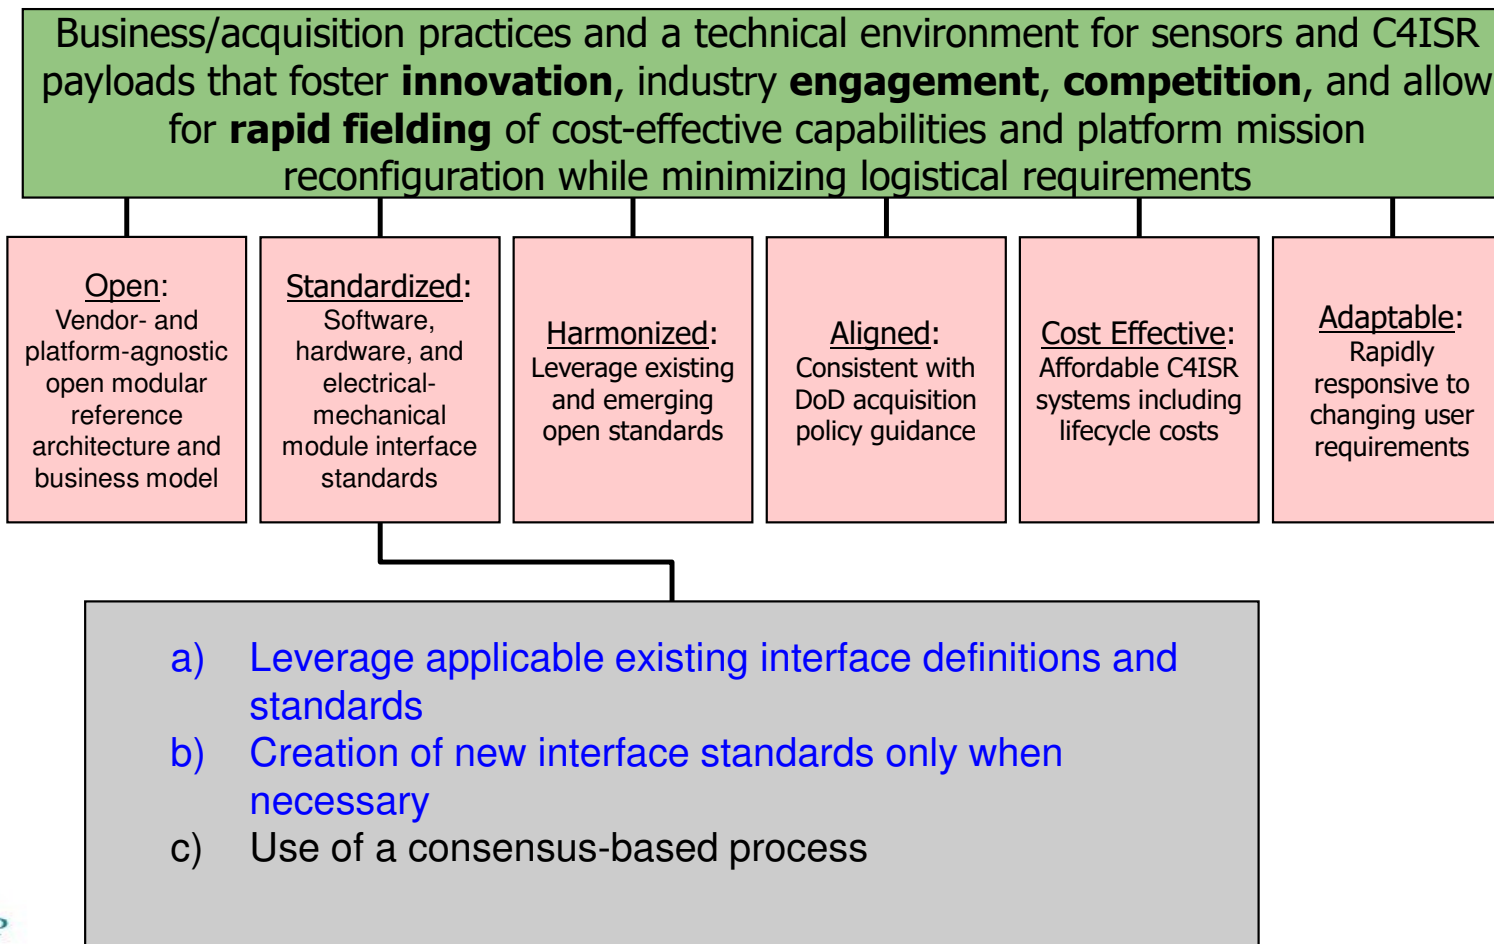 Business/acquisition practices and a technical environment for sensors and C4ISR
payloads that foster innovation, industry engagement, competition, and allow
for rapid fielding of cost-effective capabilities and platform mission
reconfiguration while minimizing logistical requirements
Open:
Vendor- and
platform-agnostic
open modular
reference
architecture and
business model
Standardized:
Software,
hardware, and
electrical-
mechanical
module interface
standards
Harmonized:
Leverage existing
and emerging
open standards
Aligned:
Consistent with
DoD acquisition
policy guidance
Cost Effective:
Affordable C4ISR
systems including
lifecycle costs
Adaptable:
Rapidly
responsive to
changing user
requirements
a) Leverage applicable existing interface definitions and
standards
b) Creation of new interface standards only when
necessary
c) Use of a consensus-based process